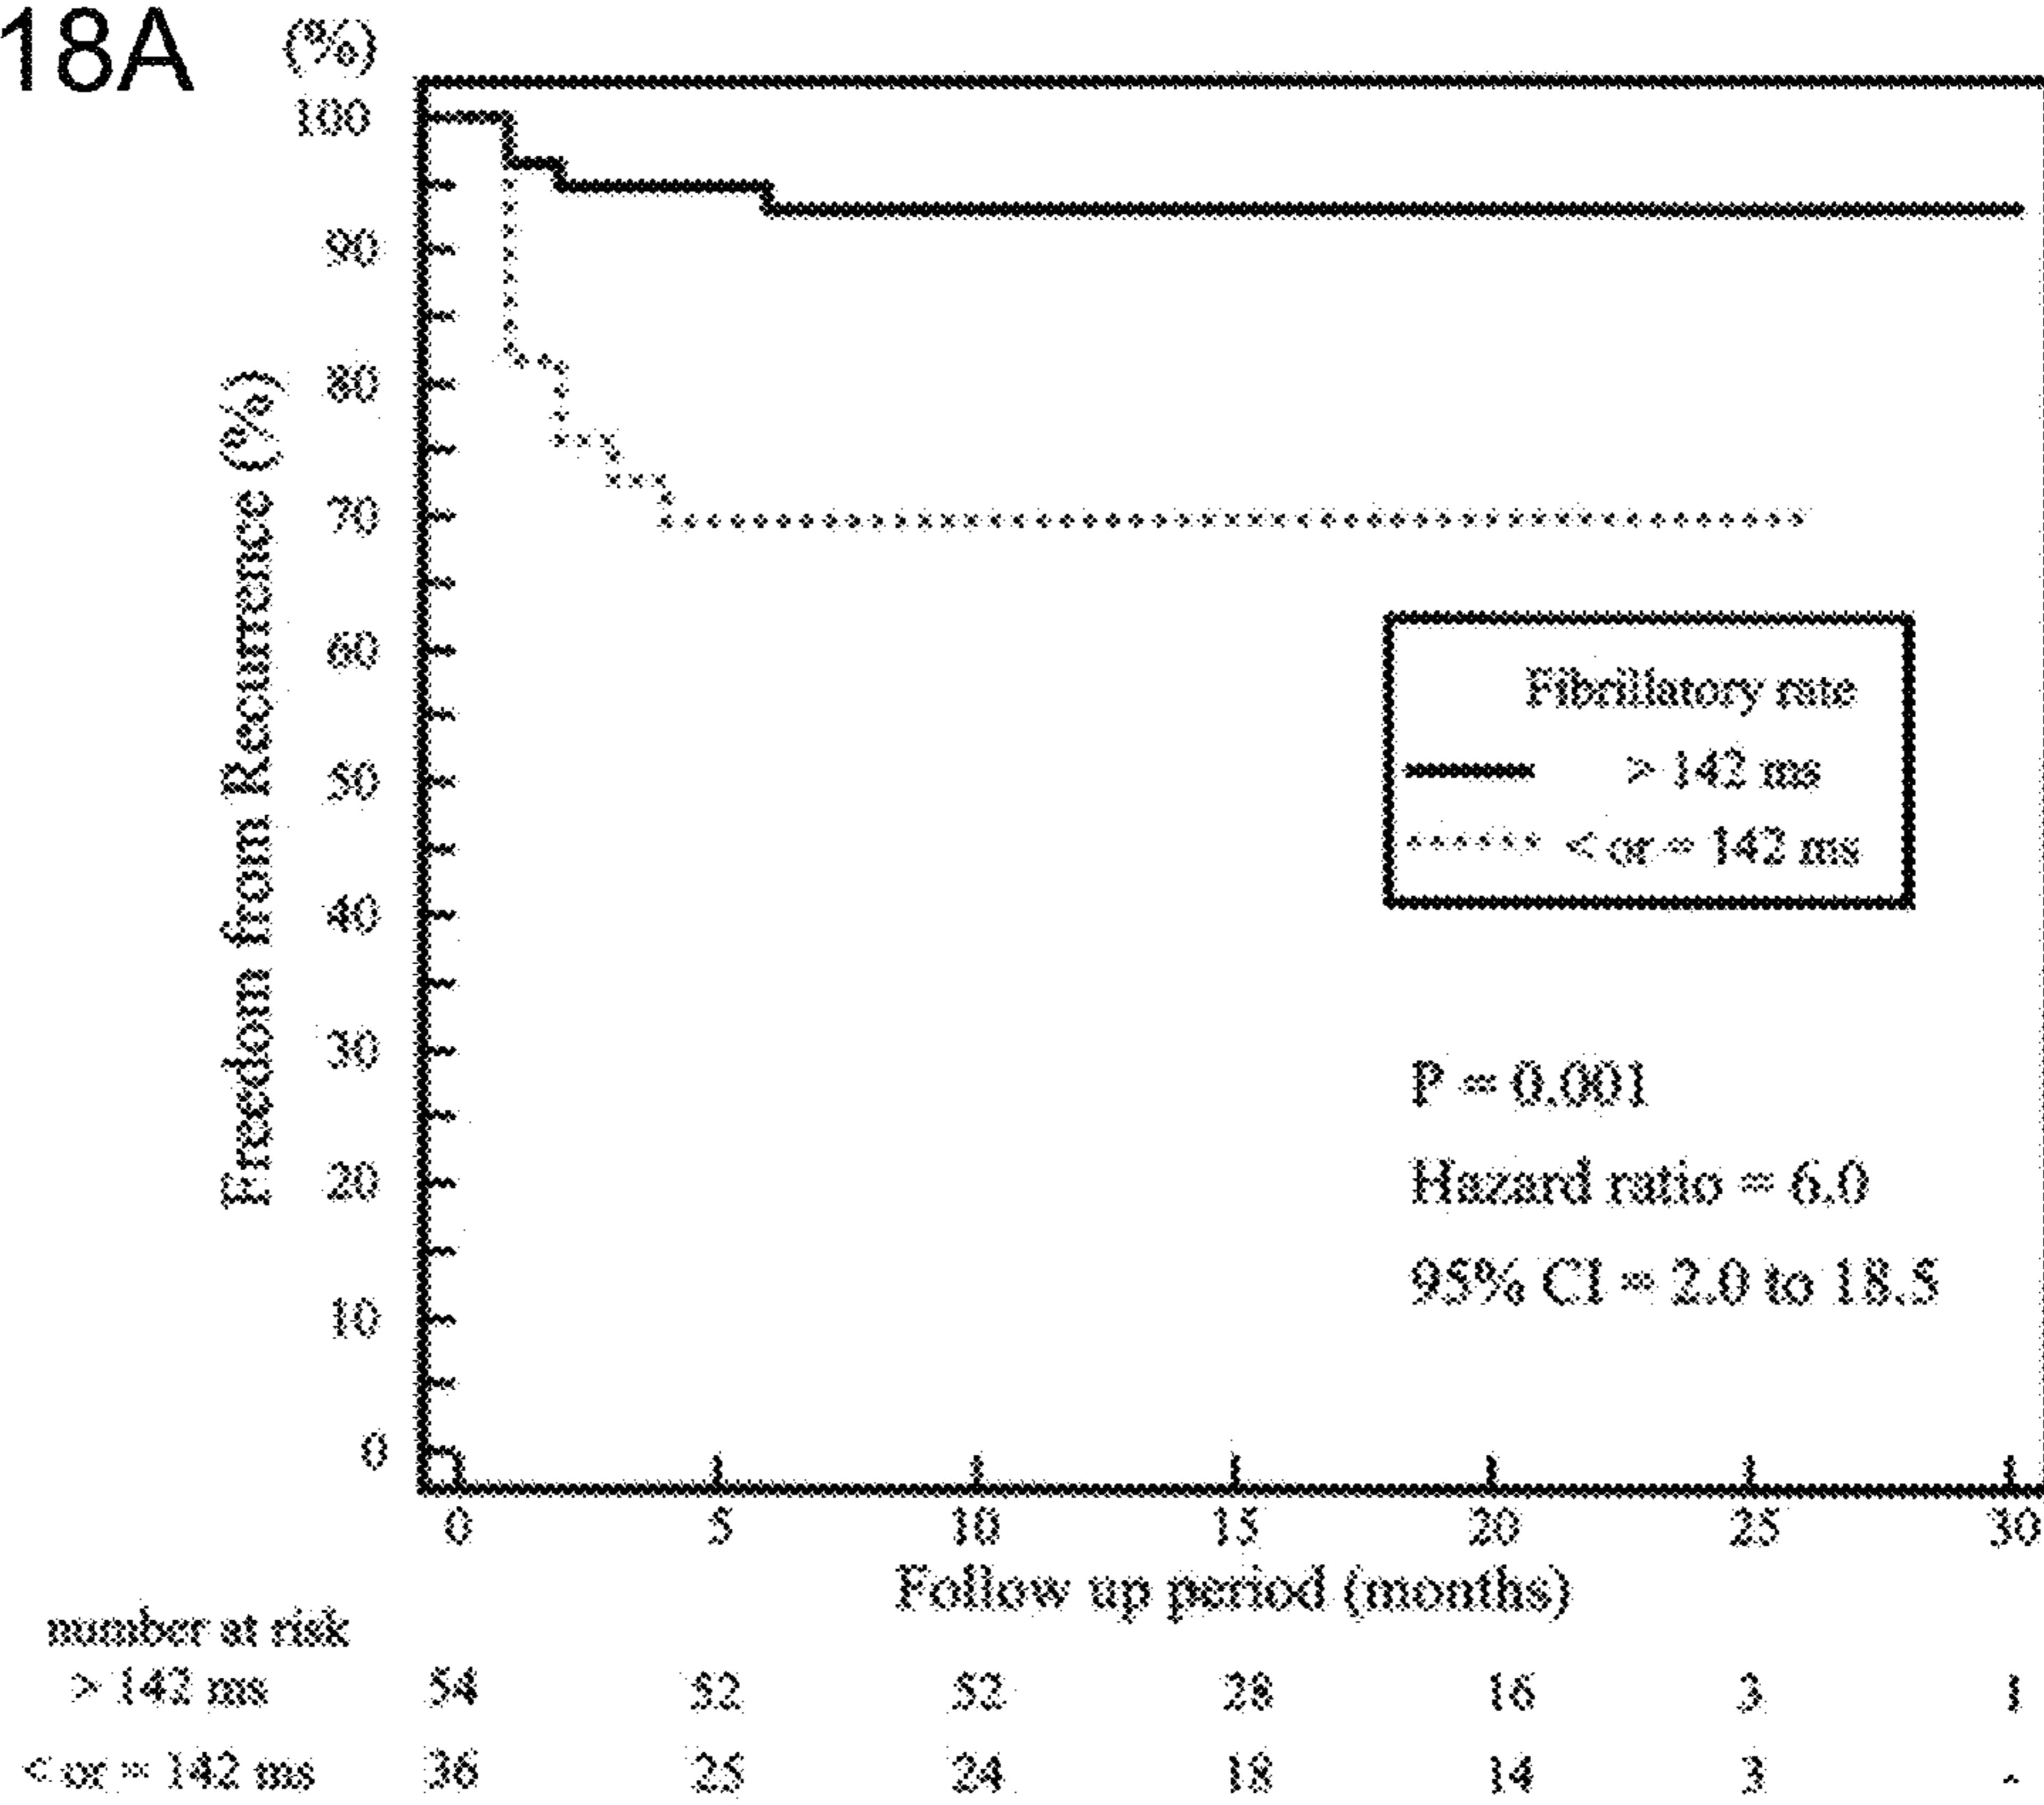 18A
(%)
100
90
80
70
60
50
40
30
20
10
0
Freedom from Recurrence (%)
Fibrillatory rate
> 142 ms
< or = 142 ms
P = 0.001
Hazard ratio = 6.0
95% CI = 2.0 to 18.5
0 5 10 15 20 25 30
Follow up period (months)
number at risk
> 142 ms 54 52 52 28 16 3 1
< or = 142 ms 36 25 24 18 14 3 -